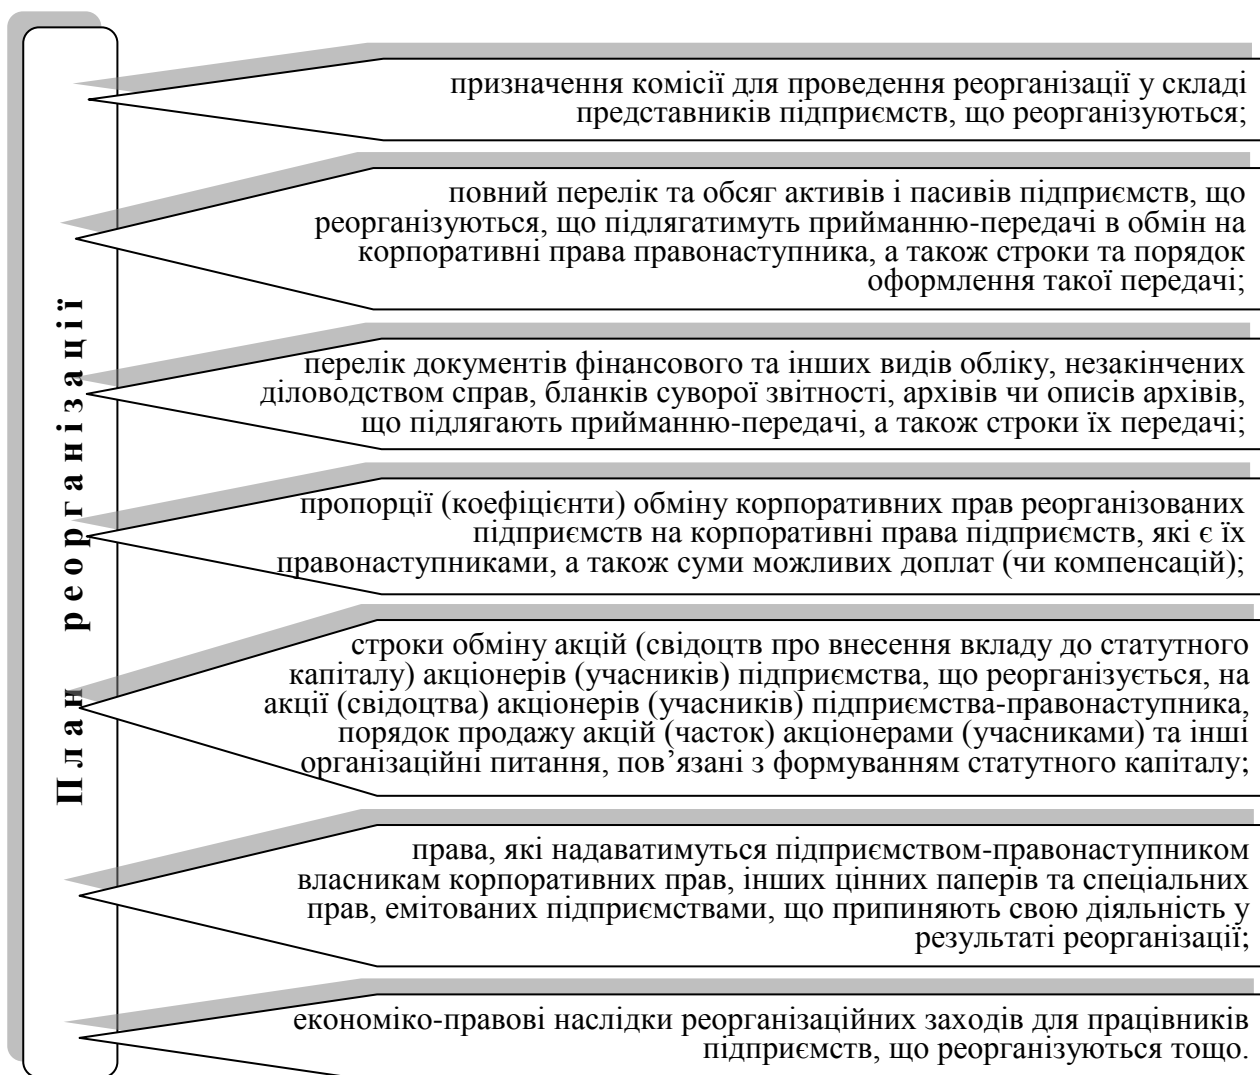 План реорганізації
призначення комісії для проведення реорганізації у складі
представників підприємств, що реорганізуються;
повний перелік та обсяг активів і пасивів підприємств, що
реорганізуються, що підлягатимуть прийманню-передачі в обмін на
корпоративні права правонаступника, а також строки та порядок
оформлення такої передачі;
перелік документів фінансового та інших видів обліку, незакінчених
діловодством справ, бланків суворої звітності, архівів чи описів архівів,
що підлягають прийманню-передачі, а також строки їх передачі;
пропорції (коефіцієнти) обміну корпоративних прав реорганізованих
підприємств на корпоративні права підприємств, які є їх
правонаступниками, а також суми можливих доплат (чи компенсацій);
строки обміну акцій (свідоцтв про внесення вкладу до статутного
капіталу) акціонерів (учасників) підприємства, що реорганізується, на
акції (свідоцтва) акціонерів (учасників) підприємства-правонаступника,
порядок продажу акцій (часток) акціонерами (учасниками) та інші
організаційні питання, пов’язані з формуванням статутного капіталу;
права, які надаватимуться підприємством-правонаступником
власникам корпоративних прав, інших цінних паперів та спеціальних
прав, емітованих підприємствами, що припиняють свою діяльність у
результаті реорганізації;
економіко-правові наслідки реорганізаційних заходів для працівників
підприємств, що реорганізуються тощо.